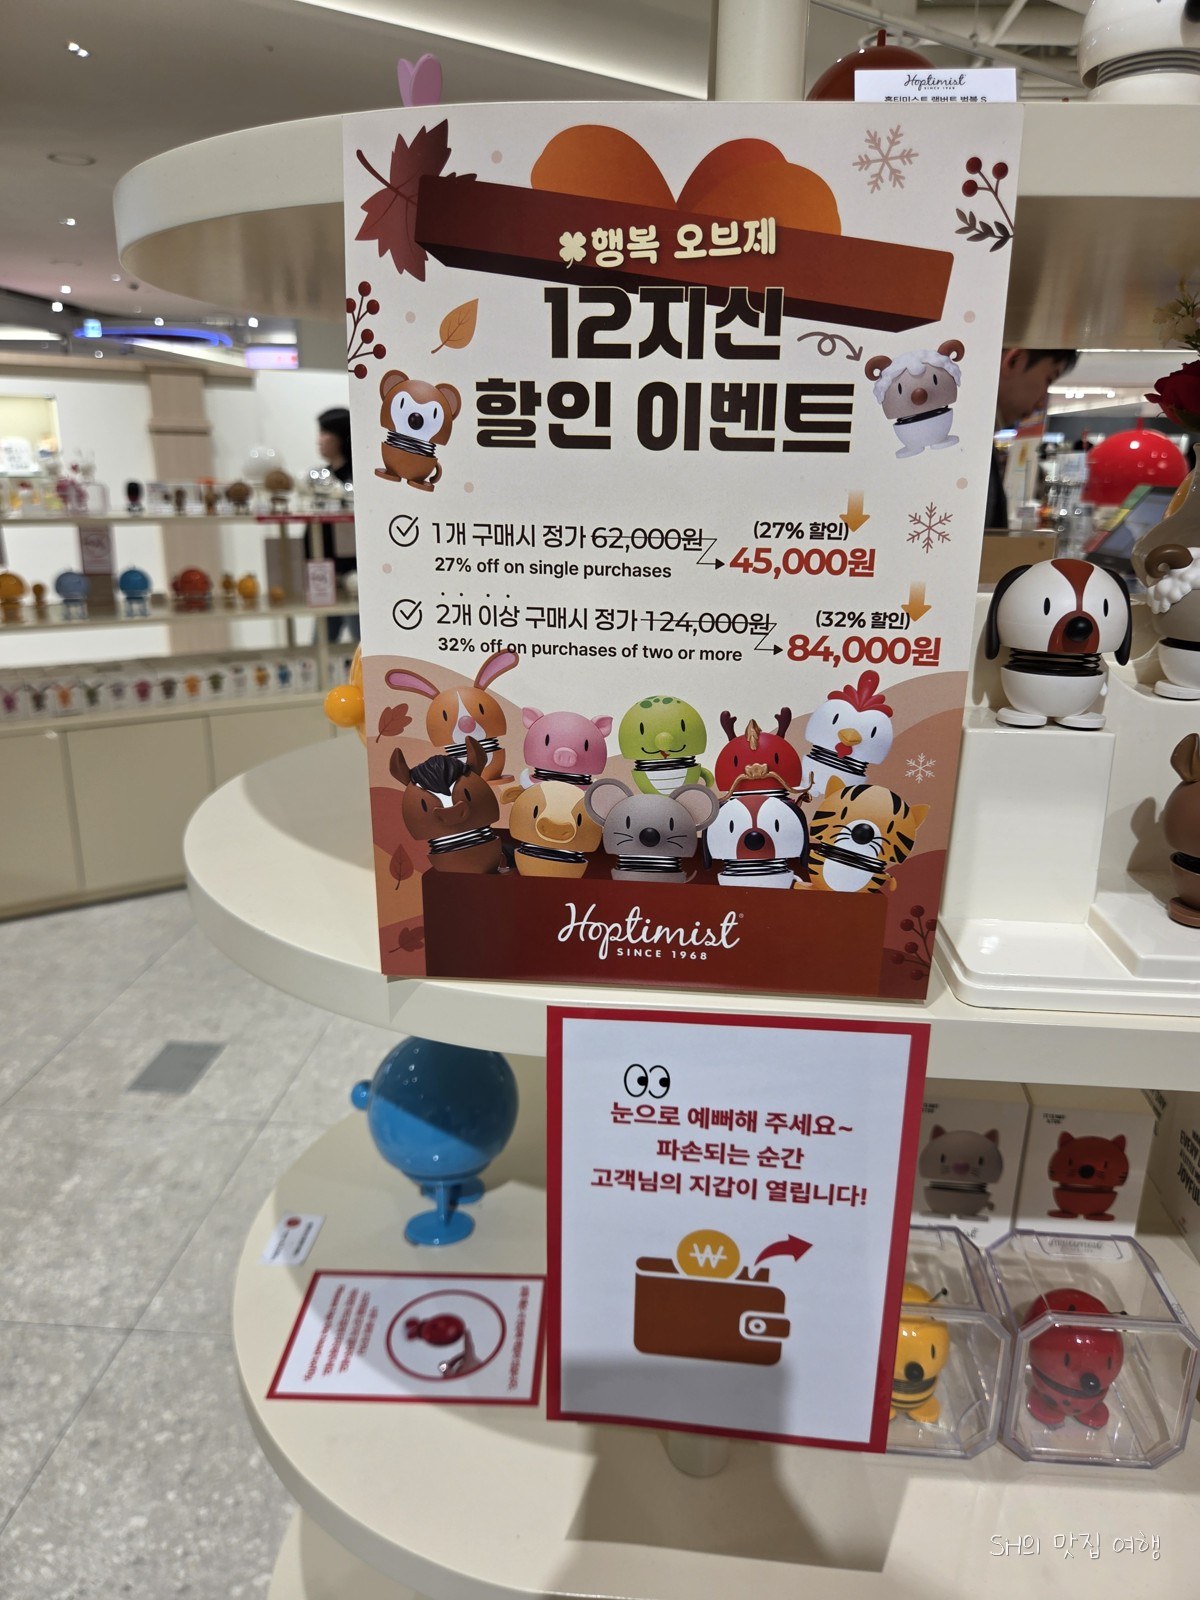 Hoptimist
SINCE 1968
행복 오브제
12지신
할인 이벤트
1개 구매시 정가 62,000원 (27% 할인) 45,000원
27% off on single purchases
2개 이상 구매시 정가 124,000원 (32% 할인) 84,000원
32% off on purchases of two or more
Hoptimist
SINCE 1968
눈으로 예뻐해 주세요~
파손되는 순간
고객님의 지갑이 열립니다!
₩
SH의 맛집 여행